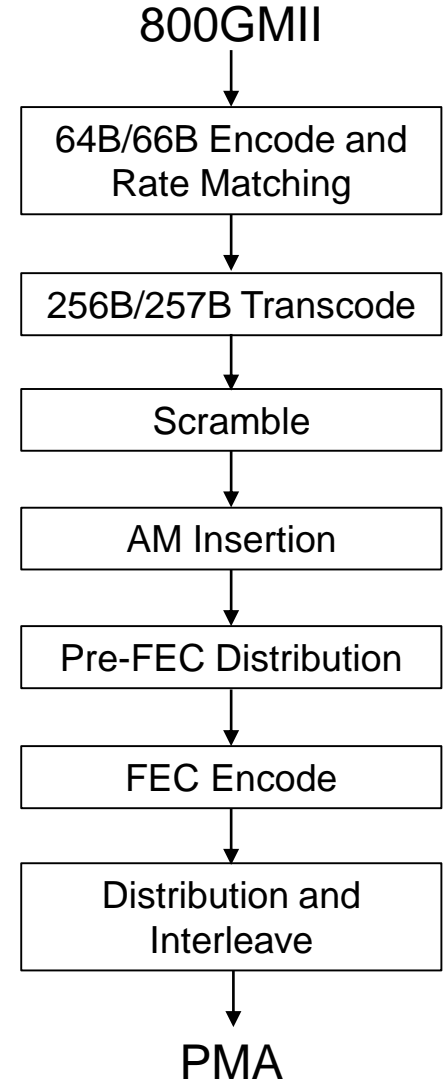 800GMII
64B/66B Encode and
Rate Matching
256B/257B Transcode
Scramble
AM Insertion
Pre-FEC Distribution
FEC Encode
Distribution and
Interleave
PMA